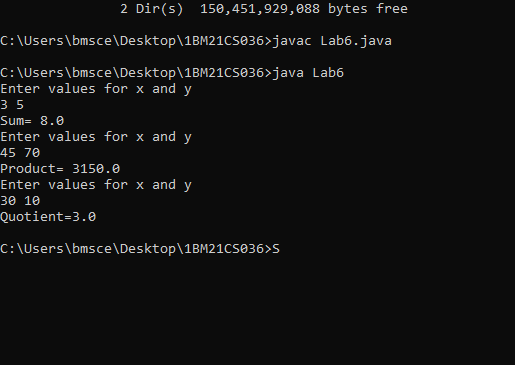 2 Dir(s)  150,451,929,088 bytes free
C:\Users\bmsce\Desktop\1BM21CS036>javac Lab6.java
C:\Users\bmsce\Desktop\1BM21CS036>java Lab6
Enter values for x and y
3 5
Sum= 8.0
Enter values for x and y
45 70
Product= 3150.0
Enter values for x and y
30 10
Quotient=3.0
C:\Users\bmsce\Desktop\1BM21CS036>S